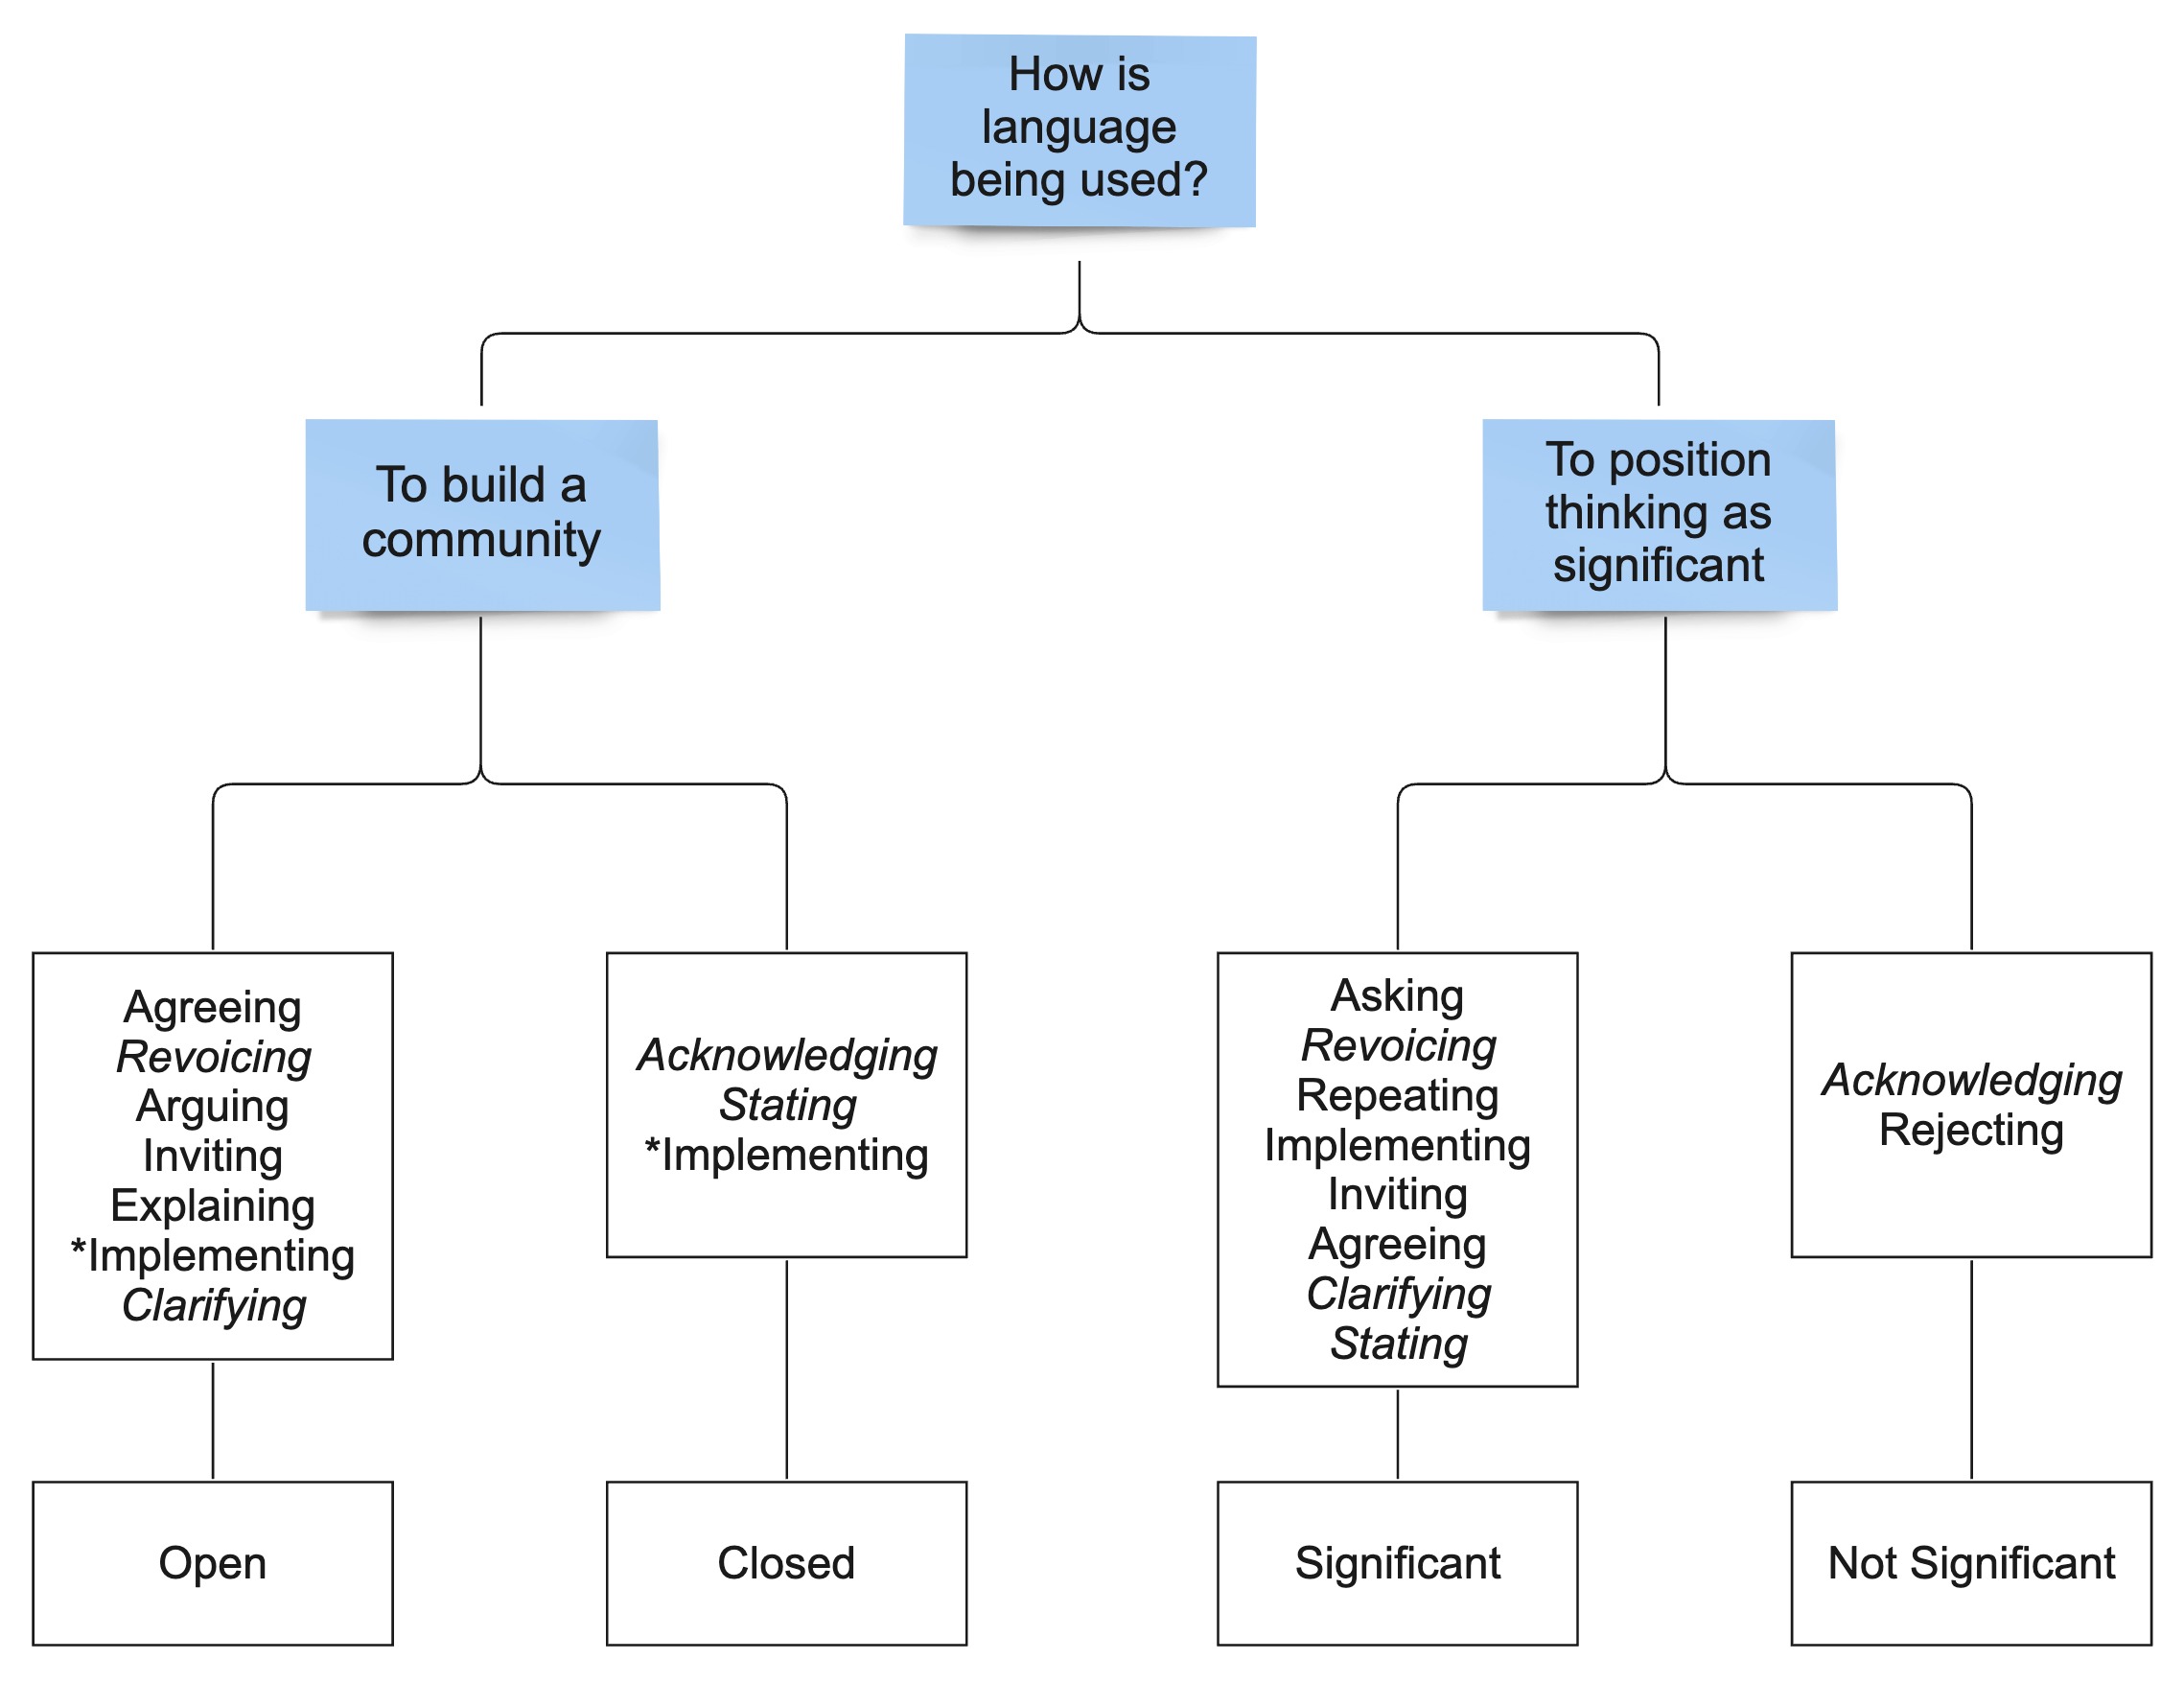 How is
language
being used?
To build a
community
To position
thinking as
significant
Agreeing
Revoicing
Arguing
Inviting
Explaining
*Implementing
Clarifying
Acknowledging
Stating
*Implementing
Asking
Revoicing
Repeating
Implementing
Inviting
Agreeing
Clarifying
Stating
Acknowledging
Rejecting
Open
Closed
Significant
Not Significant